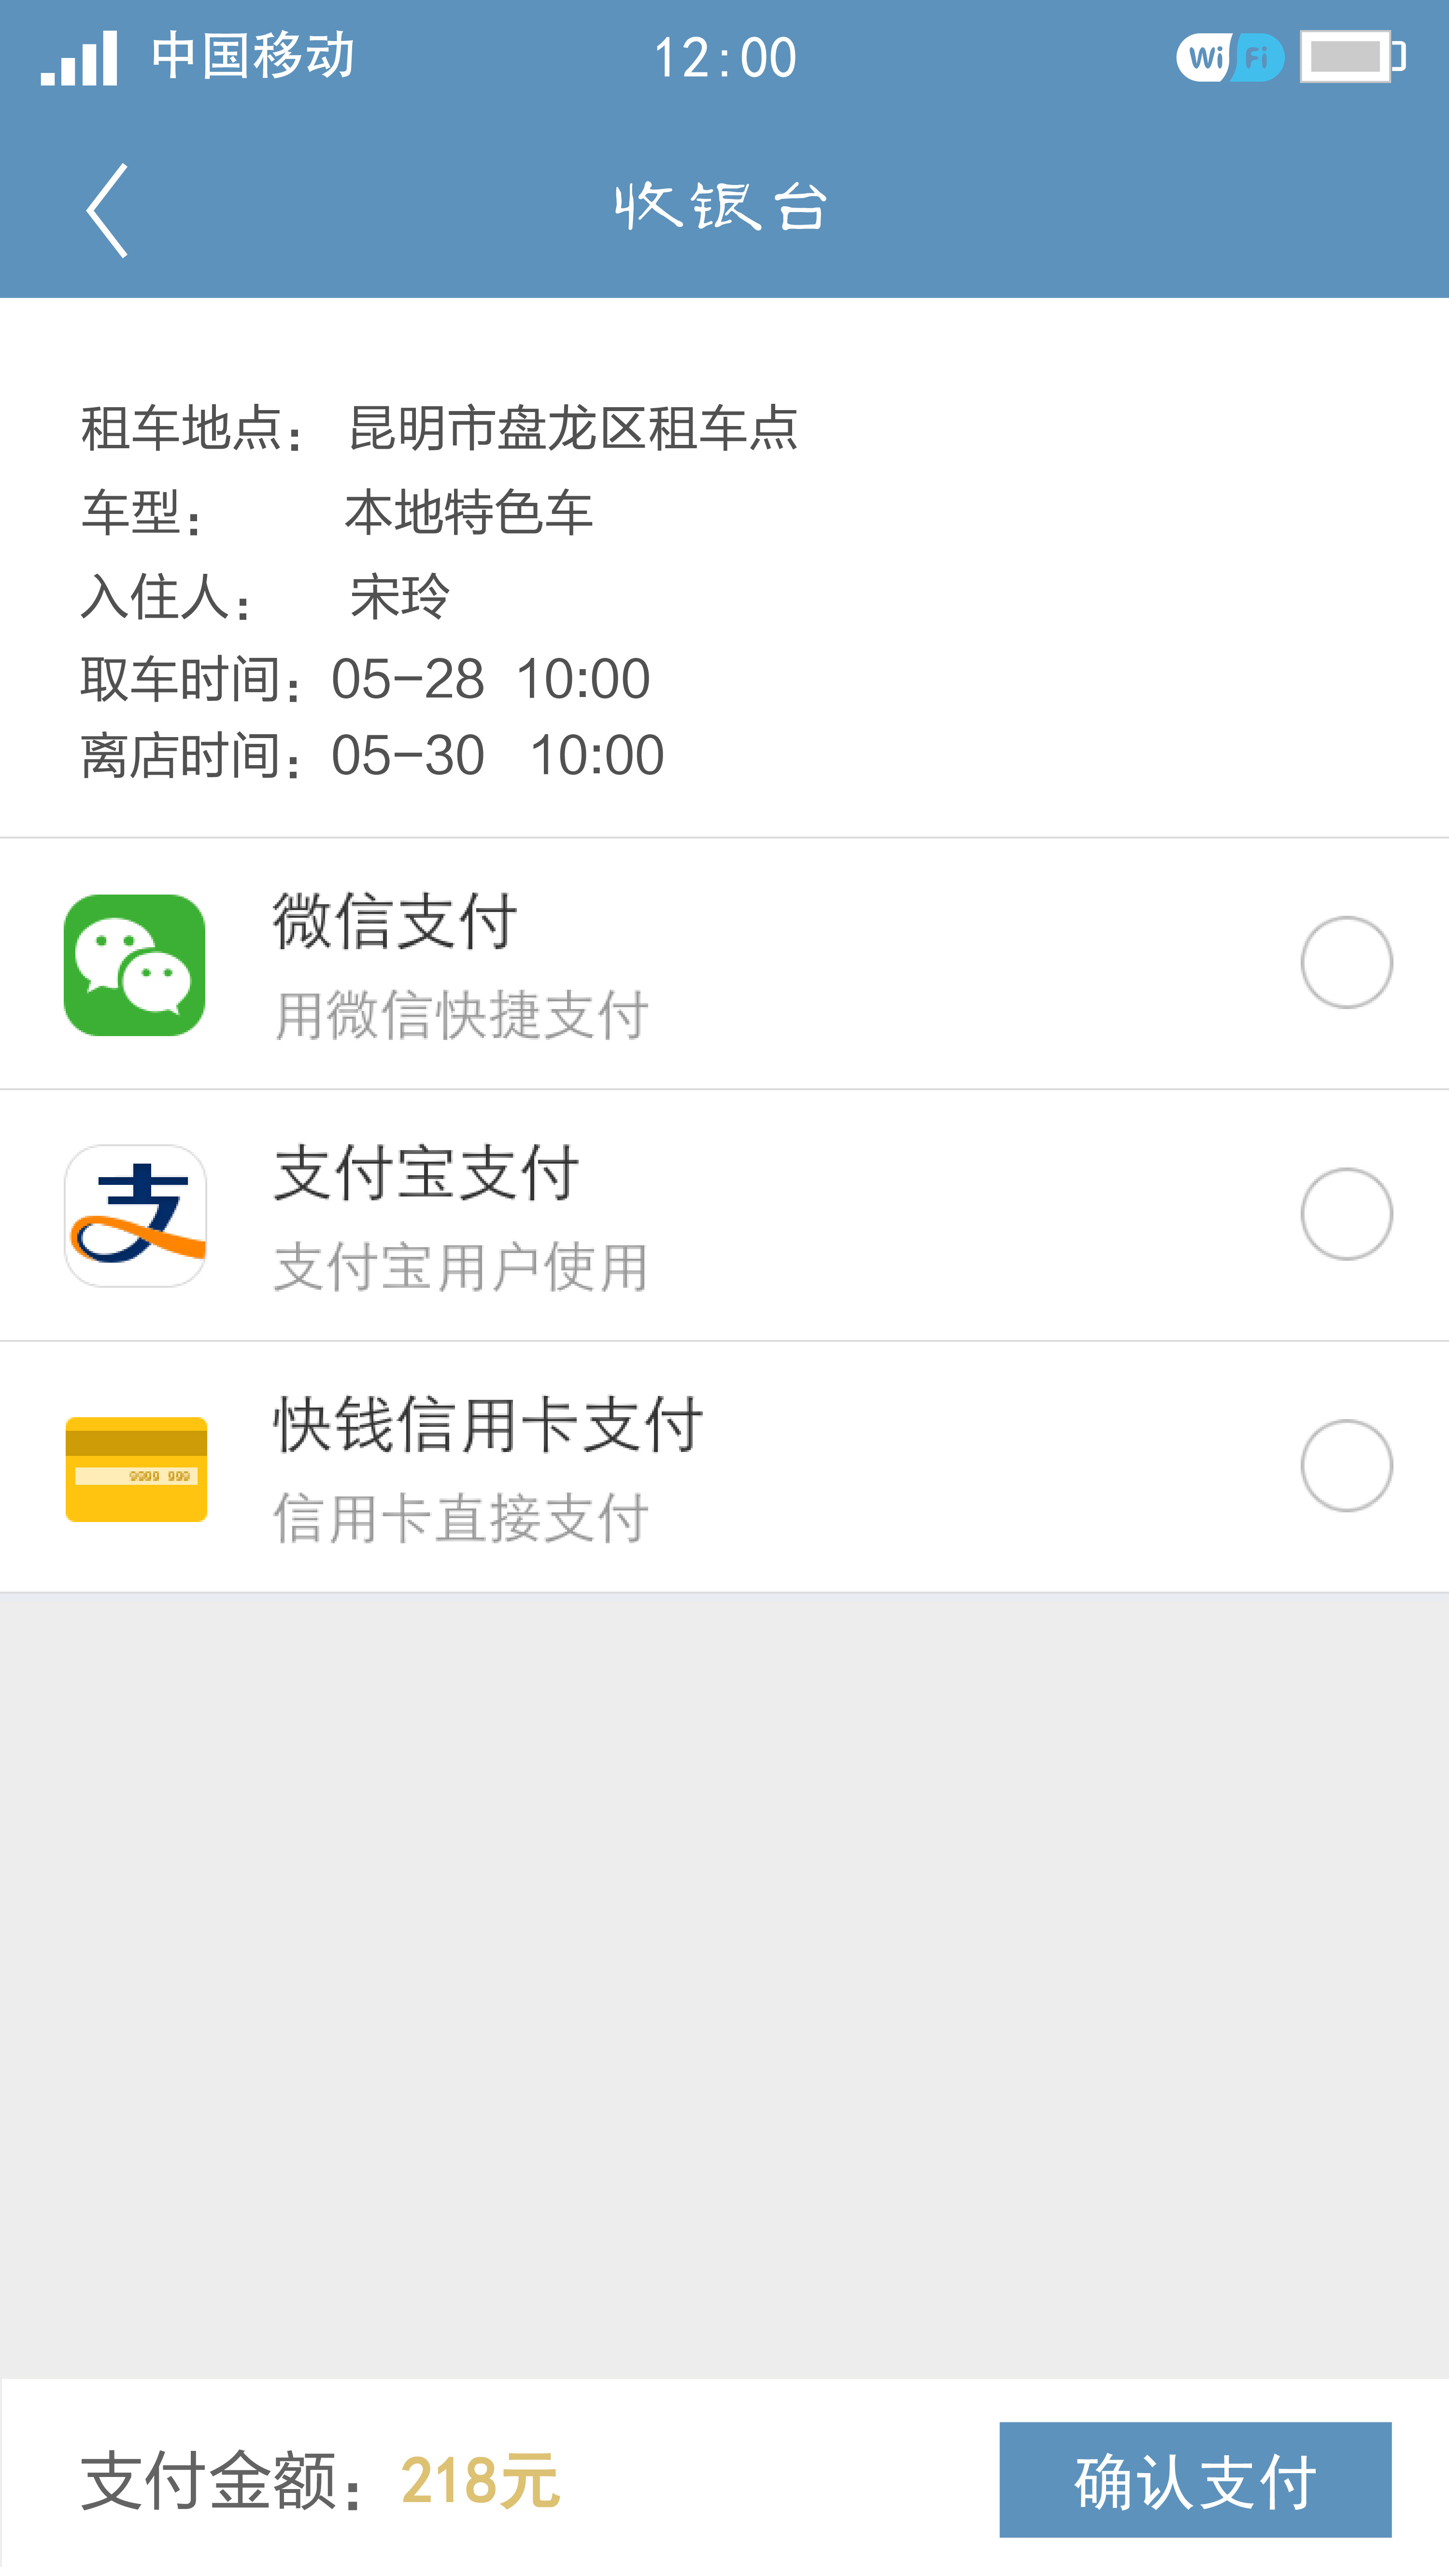 中国移动 12:00 WiFi
收银台
租车地点： 昆明市盘龙区租车点
车型： 本地特色车
入住人： 宋玲
取车时间：05-28 10:00
离店时间：05-30 10:00
微信支付
用微信快捷支付
支
支付宝支付
支付宝用户使用
快钱信用卡支付
信用卡直接支付
支付金额：218元 确认支付